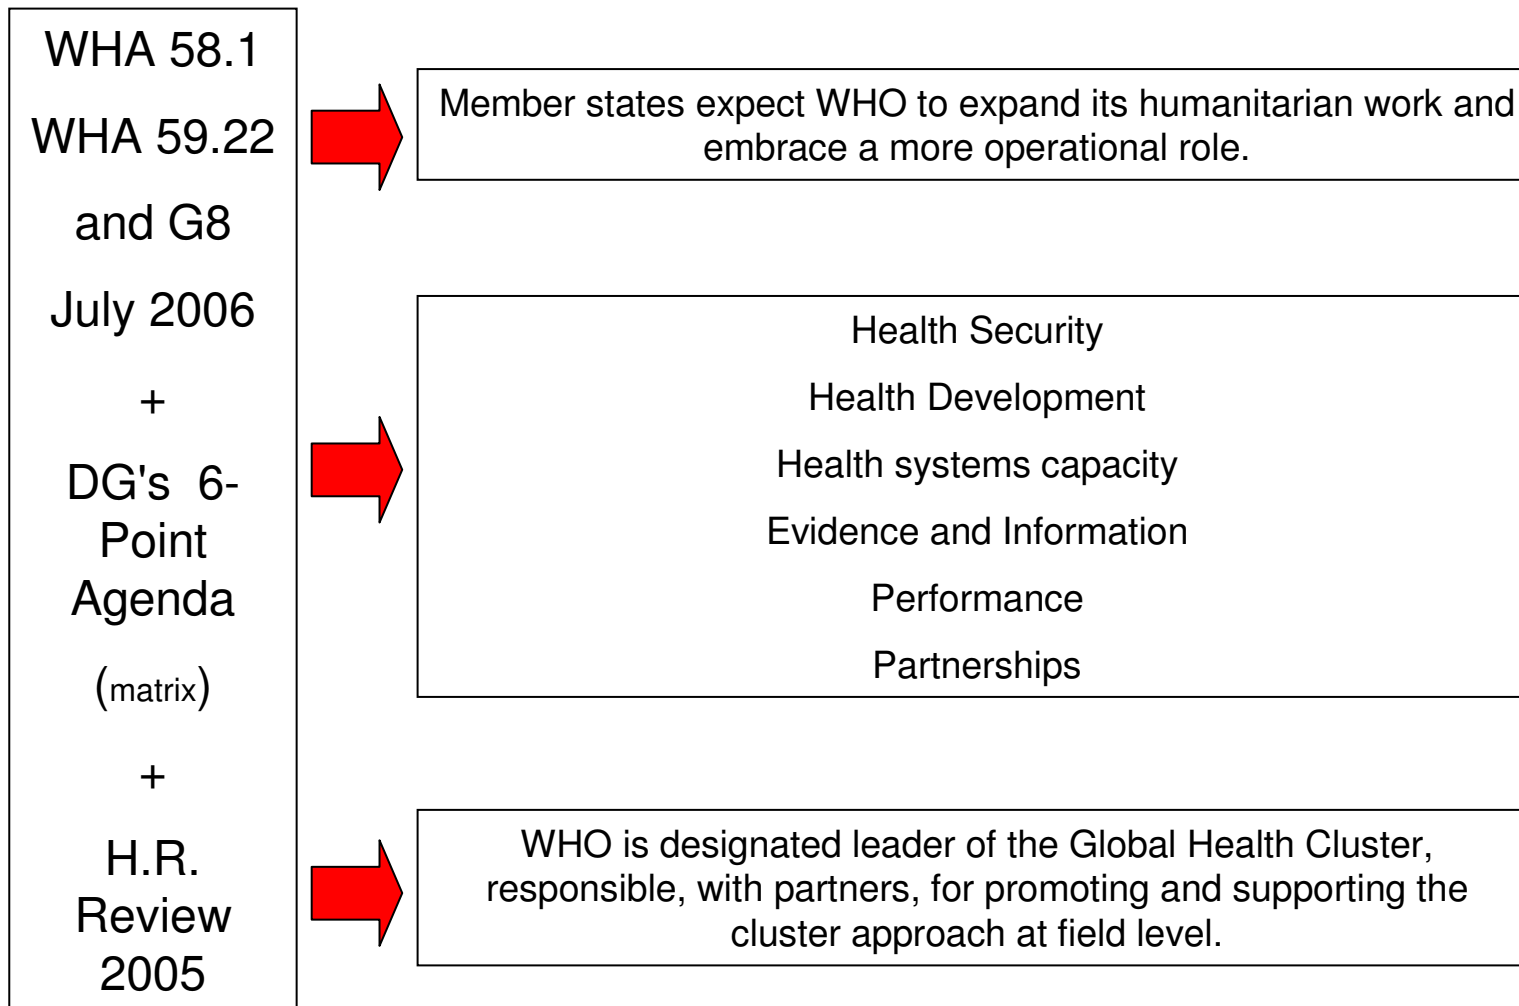 WHA 58.1
WHA 59.22
and G8
July 2006
+
DG's 6-
Point
Agenda
(matrix)
+
H.R.
Review
2005
Member states expect WHO to expand its humanitarian work and
embrace a more operational role.
Health Security
Health Development
Health systems capacity
Evidence and Information
Performance
Partnerships
WHO is designated leader of the Global Health Cluster,
responsible, with partners, for promoting and supporting the
cluster approach at field level.